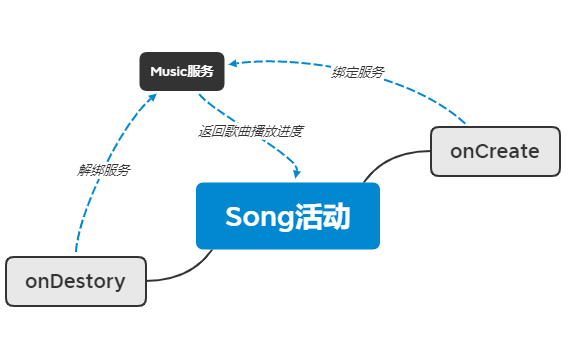 Music服务
绑定服务
返回歌曲播放进度
onCreate
解绑服务
Song活动
onDestory